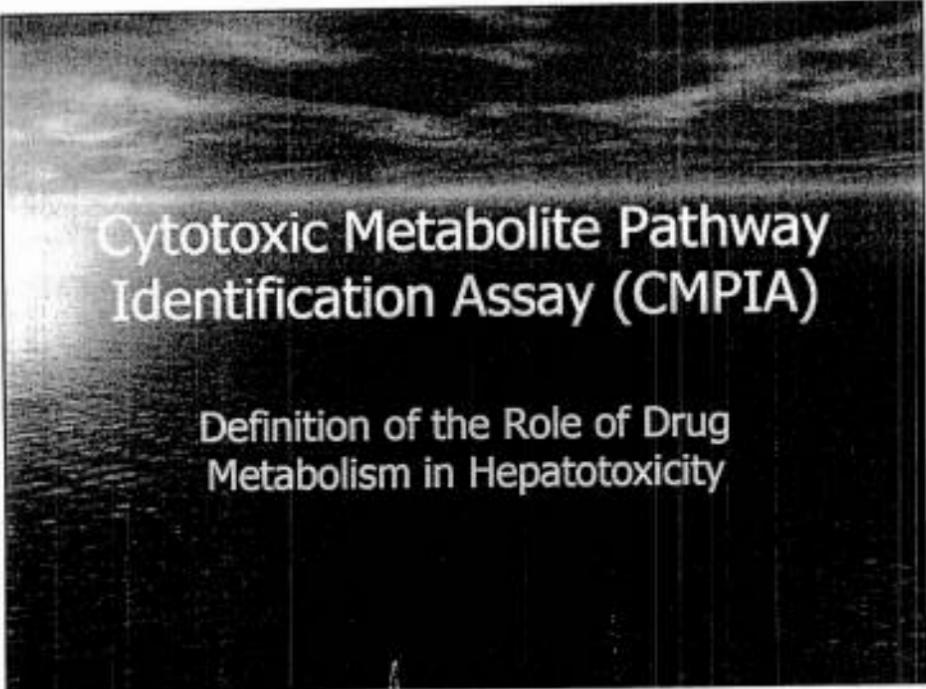 Cytotoxic Metabolite Pathway
Identification Assay (CMPIA)
Definition of the Role of Drug
Metabolism in Hepatotoxicity